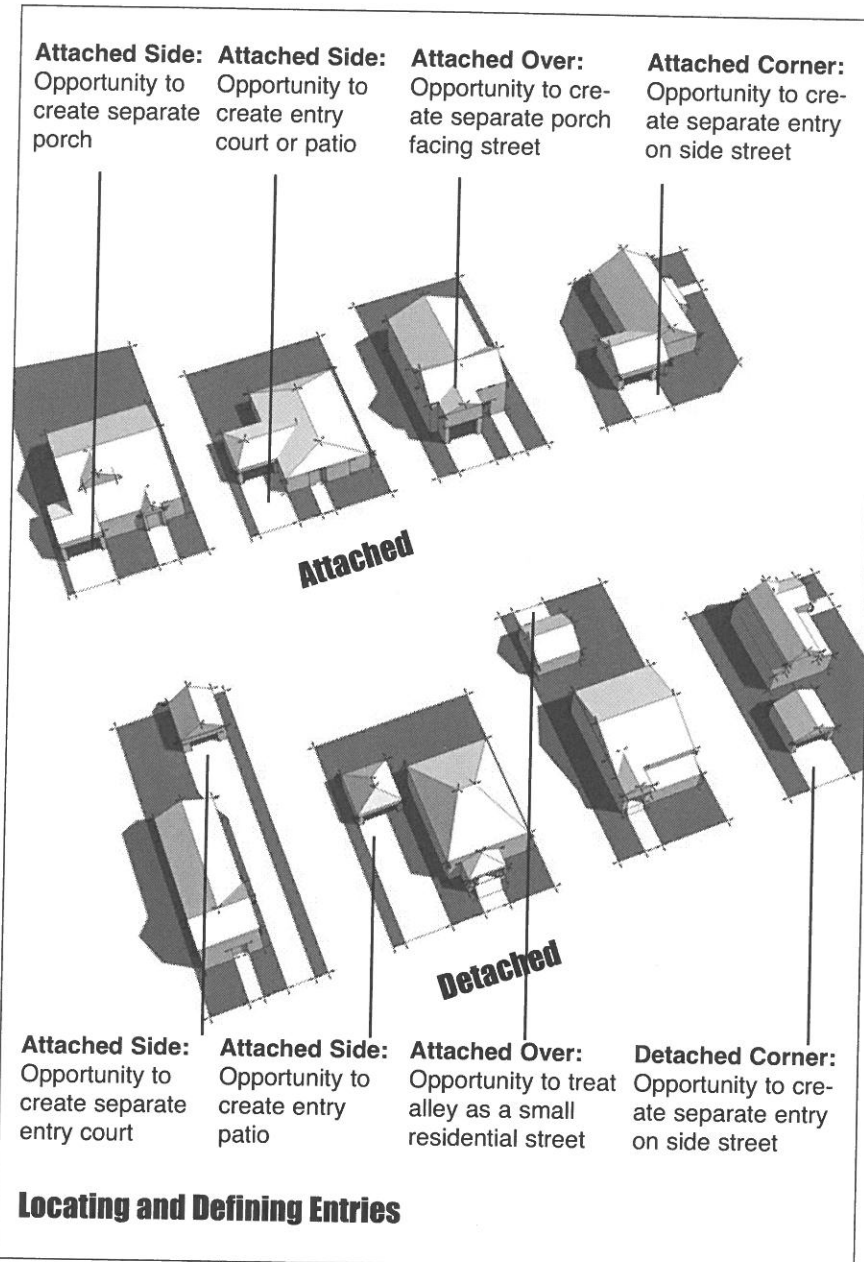 Attached Side:
Opportunity to
create separate
porch
Attached Side:
Opportunity to
create entry
court or patio
Attached Over:
Opportunity to cre-
ate separate porch
facing street
Attached Corner:
Opportunity to cre-
ate separate entry
on side street
Attached
Detached
Attached Side:
Opportunity to
create separate
entry court
Attached Side:
Opportunity to
create entry
patio
Attached Over:
Opportunity to treat
alley as a small
residential street
Detached Corner:
Opportunity to cre-
ate separate entry
on side street
Locating and Defining Entries